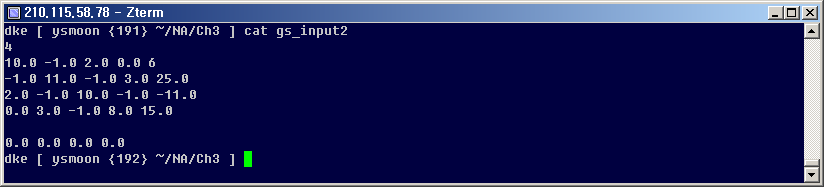 210,115,58,78 - Zterm
dke [ ysmoon {191} ~/NA/Ch3 ] cat gs_input2
4
10.0 -1.0 2.0 0.0 6
-1.0 11.0 -1.0 3.0 25.0
2.0 -1.0 10.0 -1.0 -11.0
0.0 3.0 -1.0 8.0 15.0
0.0 0.0 0.0 0.0
dke [ ysmoon {192} ~/NA/Ch3 ]